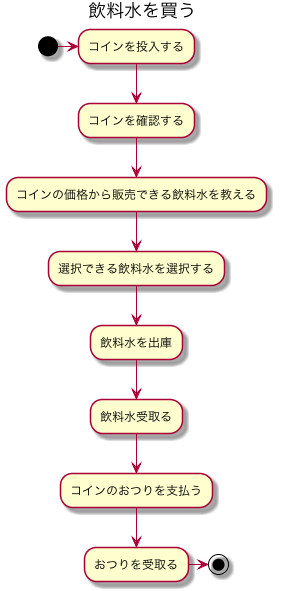 飲料水を買う
コインを投入する
コインを確認する
コインの価格から販売できる飲料水を教える
選択できる飲料水を選択する
飲料水を出庫
飲料水受取る
コインのおつりを支払う
おつりを受取る